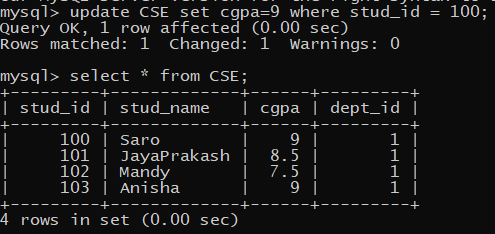 mysql> update CSE set cgpa=9 where stud_id = 100;
Query OK, 1 row affected (0.00 sec)
Rows matched: 1  Changed: 1  Warnings: 0

mysql> select * from CSE;
+---------+-------------+------+---------+
| stud_id | stud_name   | cgpa | dept_id |
+---------+-------------+------+---------+
|     100 | Saro        |    9 |       1 |
|     101 | JayaPrakash |  8.5 |       1 |
|     102 | Mandy       |  7.5 |       1 |
|     103 | Anisha      |    9 |       1 |
+---------+-------------+------+---------+
4 rows in set (0.00 sec)